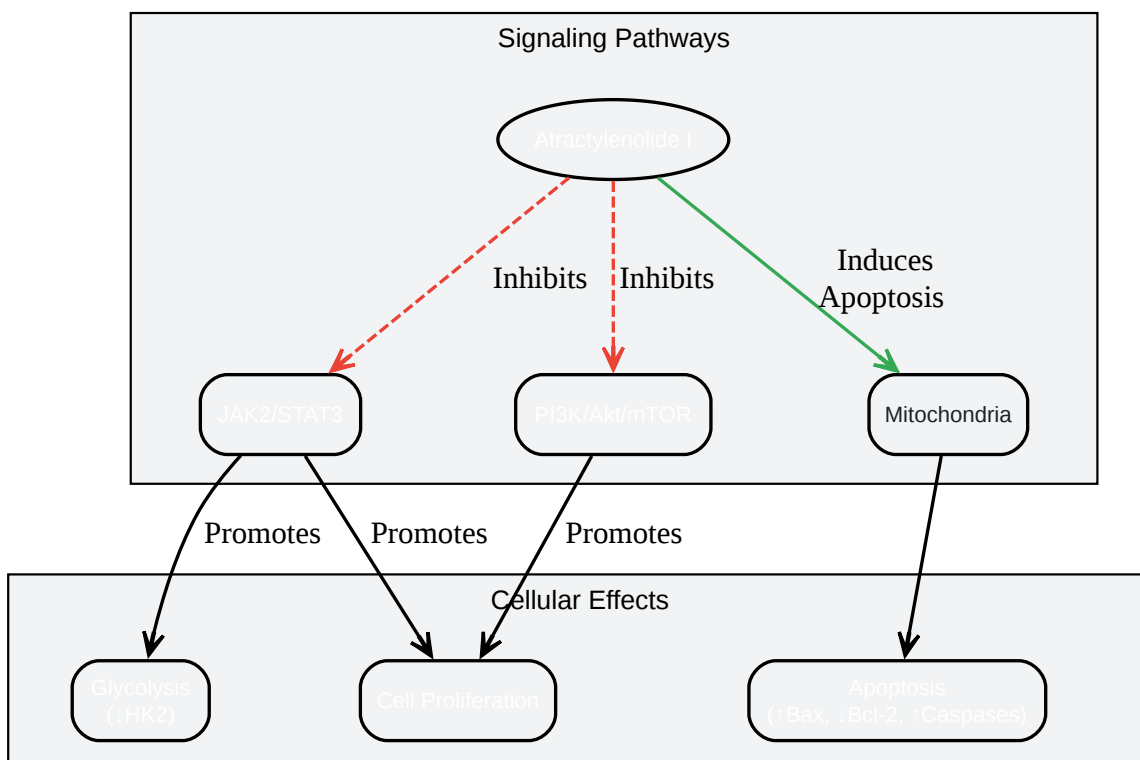 Signaling Pathways
Atractylenolide I
Inhibits
Inhibits
Induces
Apoptosis
JAK2/STAT3
PI3K/Akt/mTOR
Mitochondria
Promotes
Promotes
Promotes
Cellular Effects
Glycolysis
(↓HK2)
Cell Proliferation
Apoptosis
(↑Bax, ↓Bcl-2, ↑Caspases)